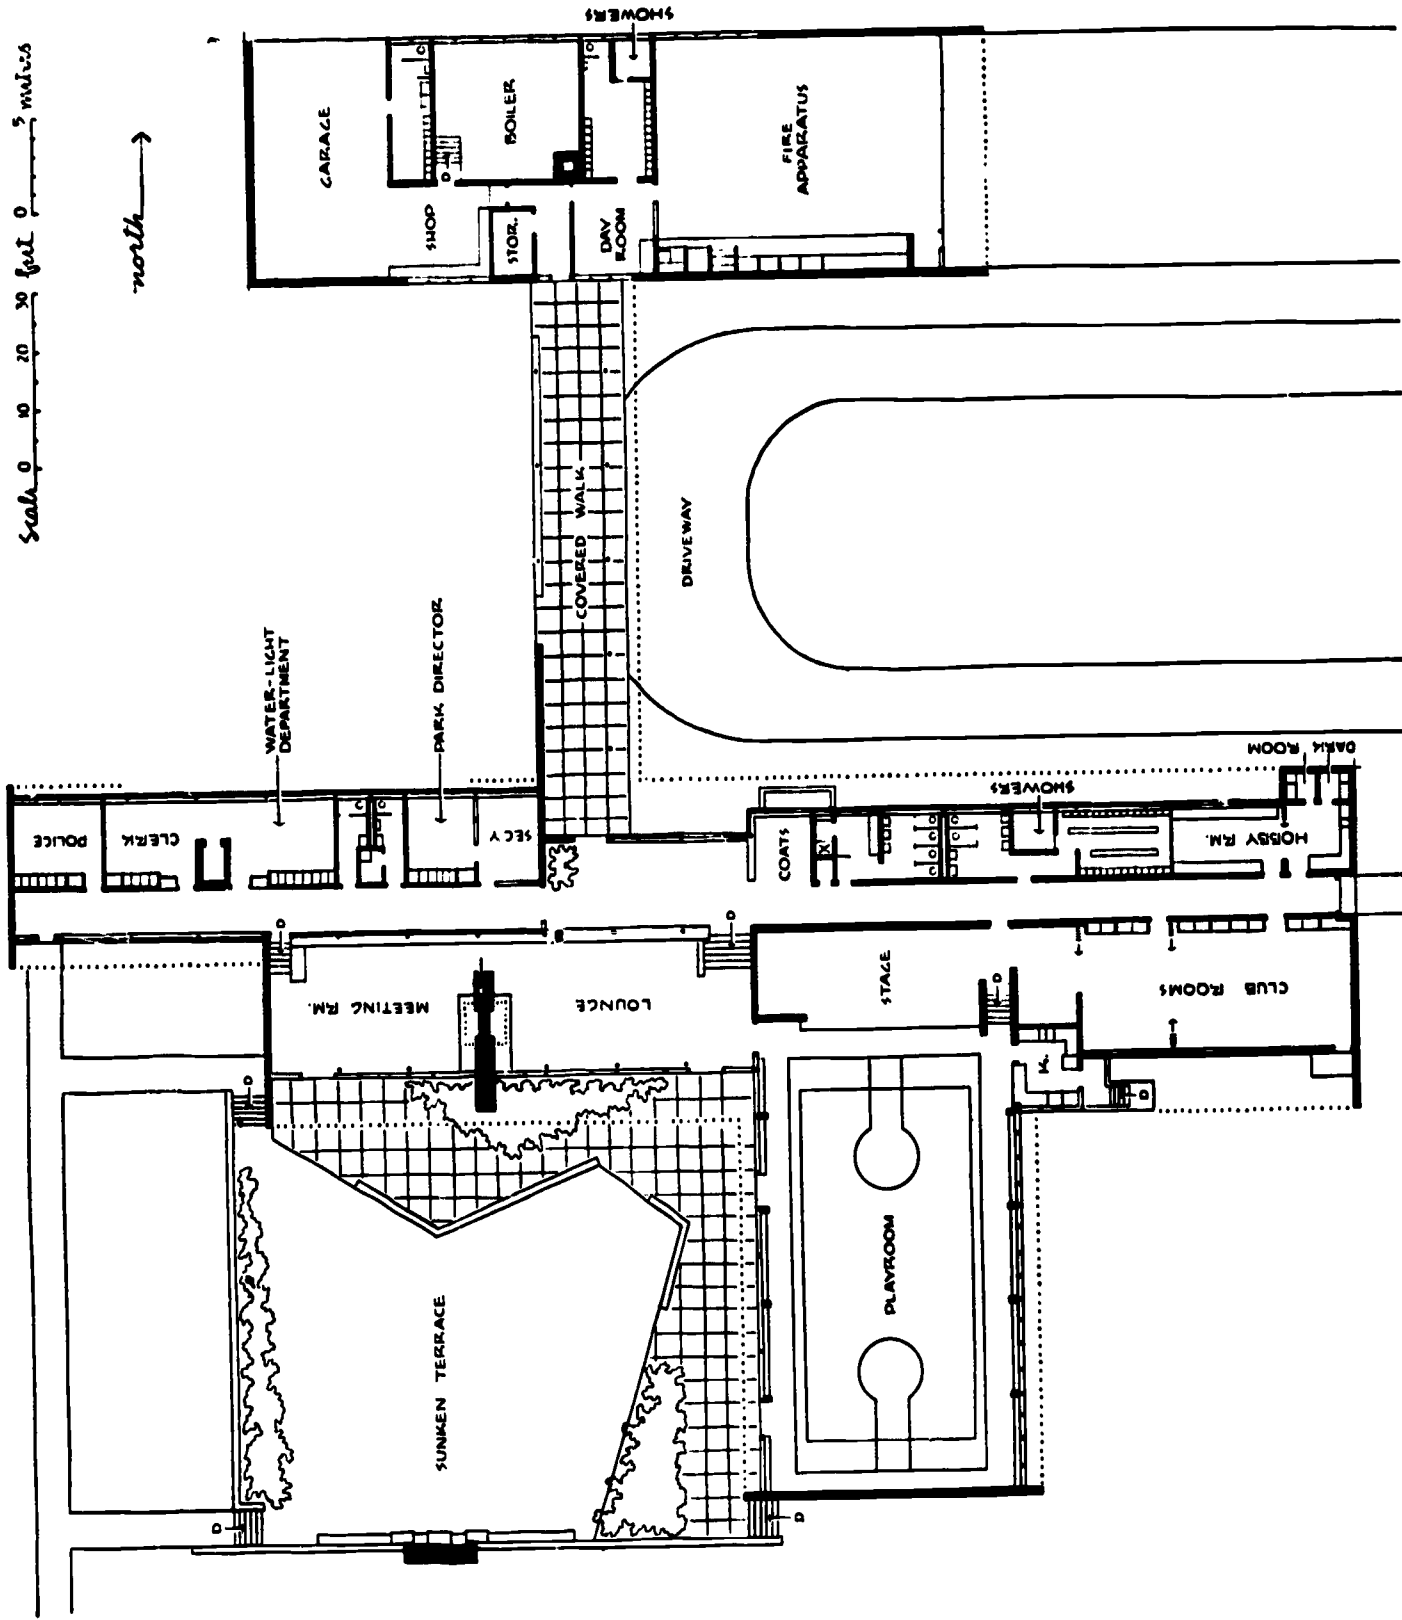 Scale 0 10 20 30 feet 0 5 metres
north
SHOWERS
GARAGE
BOILER
D
SHOP
STOR.
DAY
ROOM
FIRE
APPARATUS
COVERED WALK
DRIVEWAY
WATER-LIGHT
DEPARTMENT
PARK DIRECTOR
POLICE
CLERK
SECY
COATS
SHOWERS
HOBBY RM.
DARK
ROOM
D
MEETING RM.
LOUNGE
D
STAGE
D
CLUB ROOMS
K.
D
D
SUNKEN TERRACE
PLAYROOM
D
D